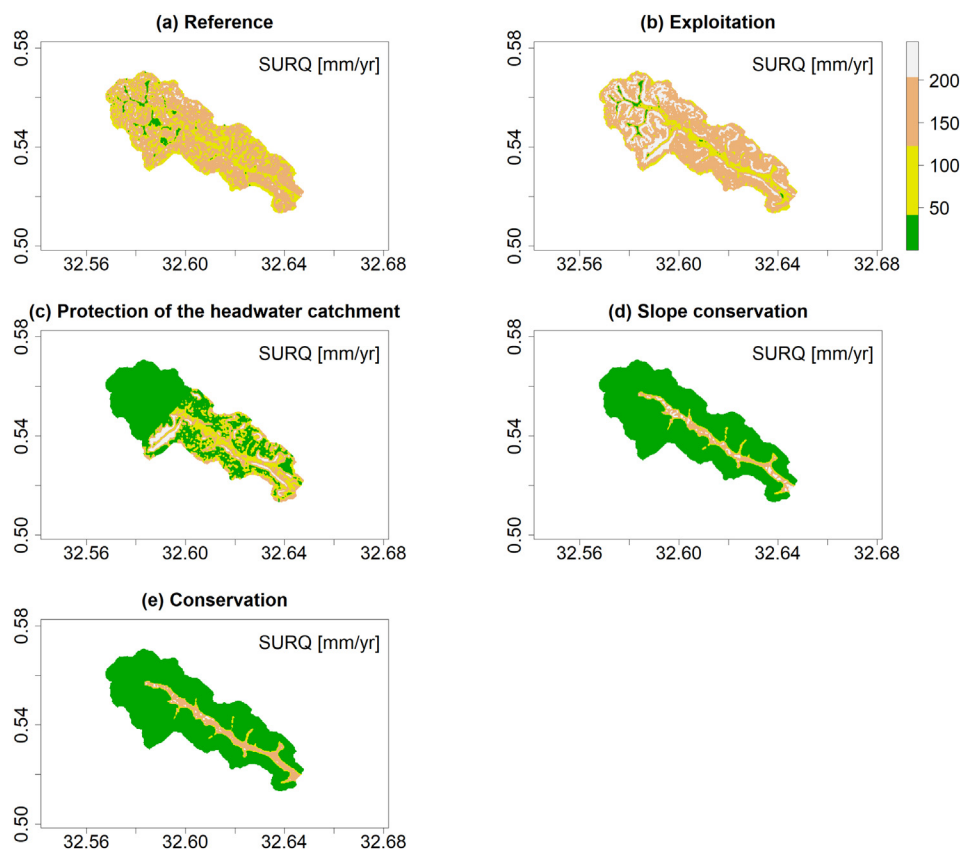 (a) Reference
(b) Exploitation
SURQ [mm/yr]
SURQ [mm/yr]
0.58
0.54
0.50
32.56 32.60 32.64 32.68
0.58
0.54
0.50
32.56 32.60 32.64 32.68
200
150
100
50
(c) Protection of the headwater catchment
(d) Slope conservation
SURQ [mm/yr]
SURQ [mm/yr]
0.58
0.54
0.50
32.56 32.60 32.64 32.68
0.58
0.54
0.50
32.56 32.60 32.64 32.68
(e) Conservation
SURQ [mm/yr]
0.58
0.54
0.50
32.56 32.60 32.64 32.68